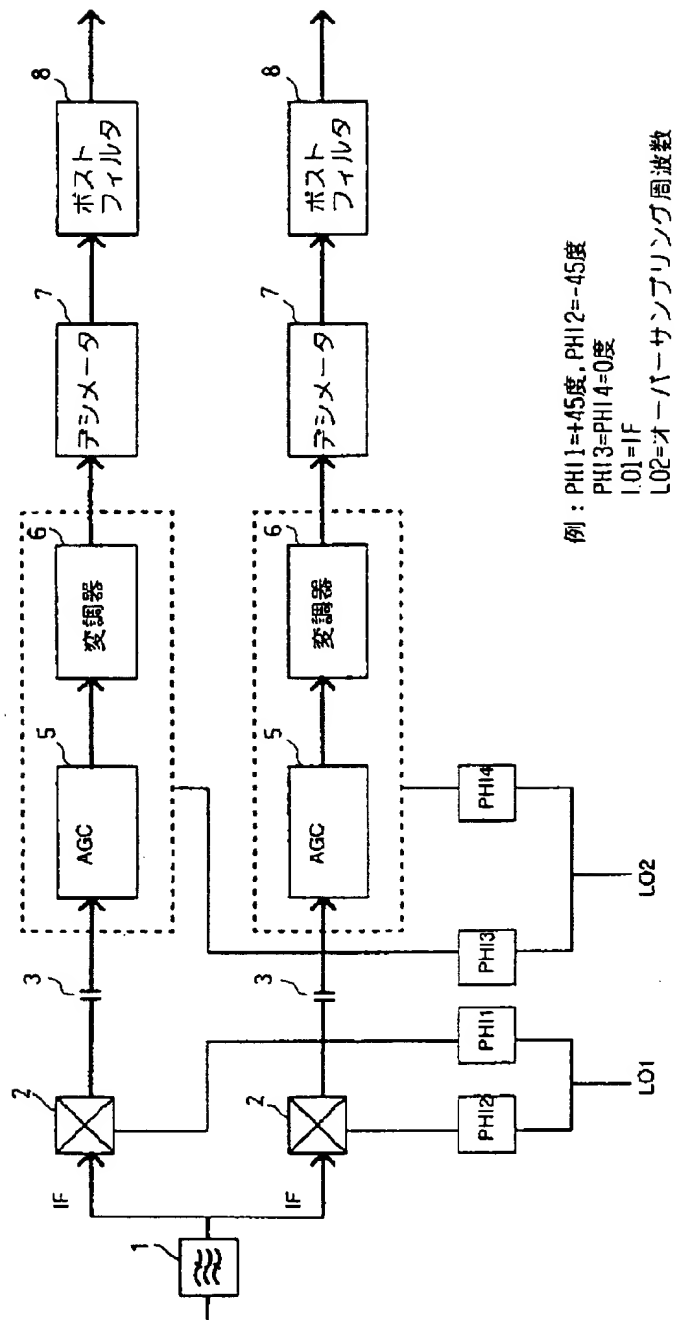 1
IF
2
3
5
AGC
6
変調器
7
デシメータ
8
ポスト
フィルタ
IF
2
3
5
AGC
6
変調器
7
デシメータ
8
ポスト
フィルタ
PHI2
PHI1
PHI3
PHI4
LO1
LO2
例：PHI1=+45度, PHI2=-45度
PHI3=PHI4=0度
LO1=IF
LO2=オーバーサンプリング周波数